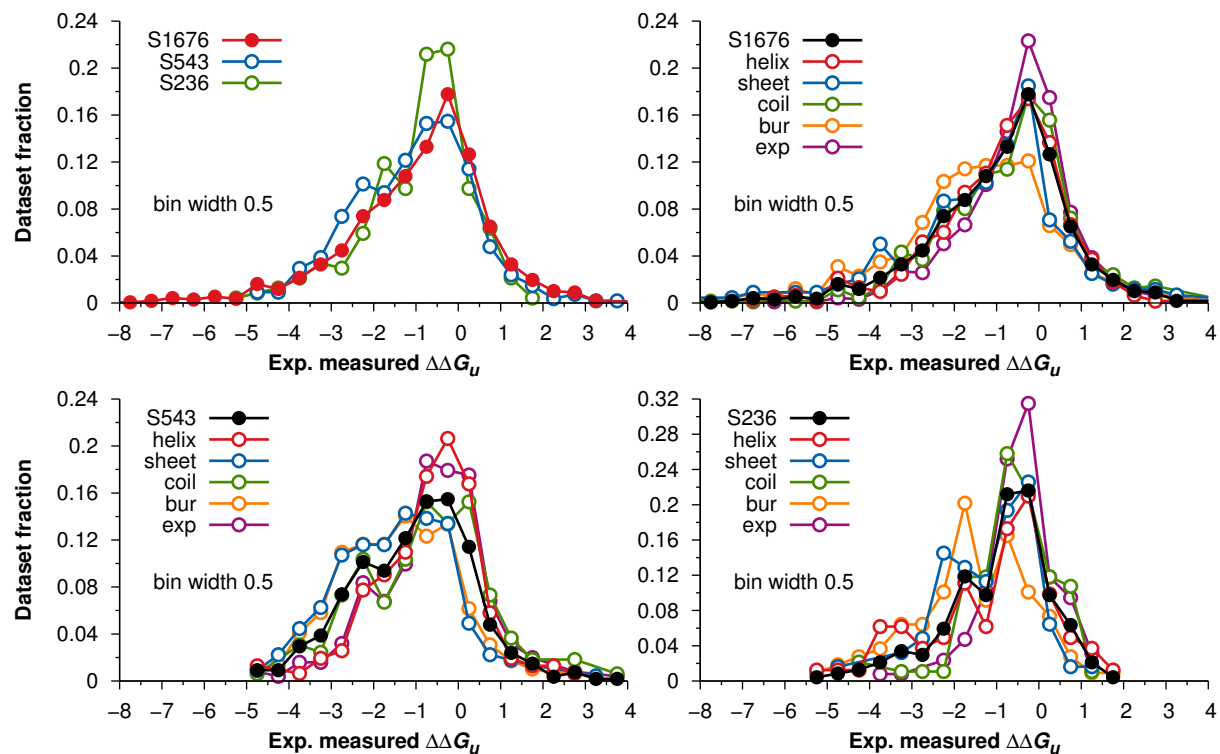 0.24
0.2
0.16
0.12
0.08
0.04
0
Dataset fraction
S1676
S543
S236
bin width 0.5
−8 −7 −6 −5 −4 −3 −2 −1 0 1 2 3 4
Exp. measured ΔΔG_u
0.24
0.2
0.16
0.12
0.08
0.04
0
S1676
helix
sheet
coil
bur
exp
bin width 0.5
−8 −7 −6 −5 −4 −3 −2 −1 0 1 2 3 4
Exp. measured ΔΔG_u
0.24
0.2
0.16
0.12
0.08
0.04
0
Dataset fraction
S543
helix
sheet
coil
bur
exp
bin width 0.5
−8 −7 −6 −5 −4 −3 −2 −1 0 1 2 3 4
Exp. measured ΔΔG_u
0.32
0.28
0.24
0.2
0.16
0.12
0.08
0.04
0
S236
helix
sheet
coil
bur
exp
bin width 0.5
−8 −7 −6 −5 −4 −3 −2 −1 0 1 2 3 4
Exp. measured ΔΔG_u